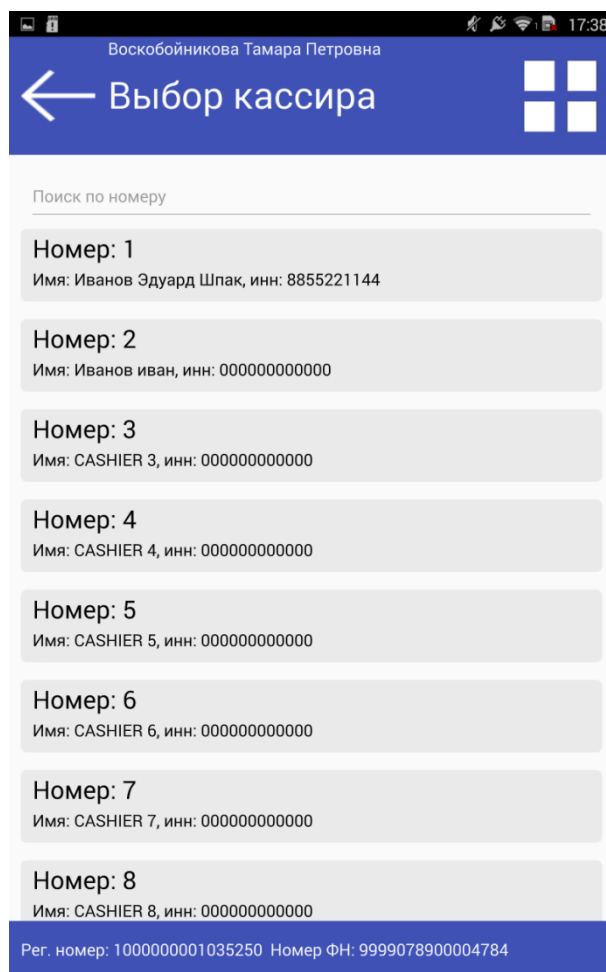 17:38
Воскобойникова Тамара Петровна
Выбор кассира
Поиск по номеру
Номер: 1
Имя: Иванов Эдуард Шпак, инн: 8855221144
Номер: 2
Имя: Иванов иван, инн: 000000000000
Номер: 3
Имя: CASHIER 3, инн: 000000000000
Номер: 4
Имя: CASHIER 4, инн: 000000000000
Номер: 5
Имя: CASHIER 5, инн: 000000000000
Номер: 6
Имя: CASHIER 6, инн: 000000000000
Номер: 7
Имя: CASHIER 7, инн: 000000000000
Номер: 8
Имя: CASHIER 8, инн: 000000000000
Рег. номер: 1000000001035250 Номер ФН: 9999078900004784